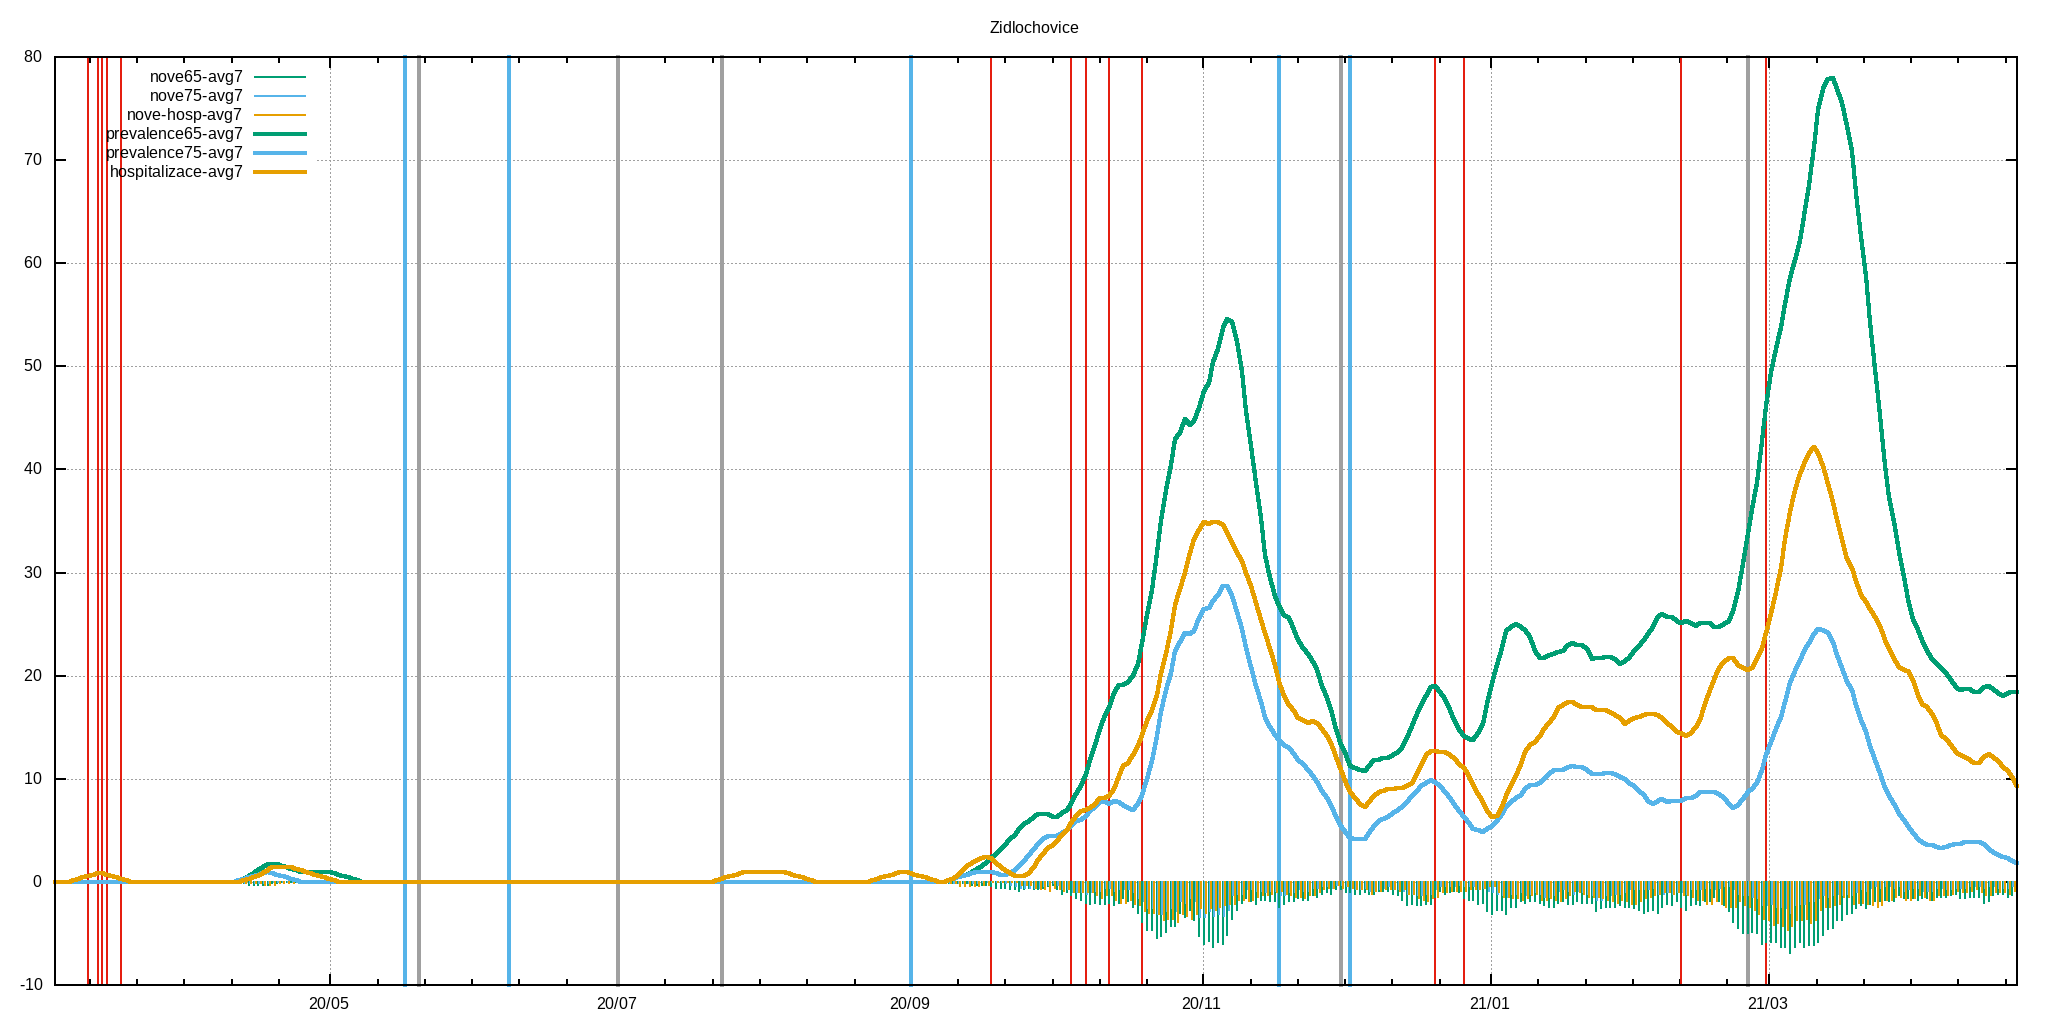 Zidlochovice
80
70
60
50
40
30
20
10
0
-10
nove65-avg7
nove75-avg7
nove-hosp-avg7
prevalence65-avg7
prevalence75-avg7
hospitalizace-avg7
20/05 20/07 20/09 20/11 21/01 21/03